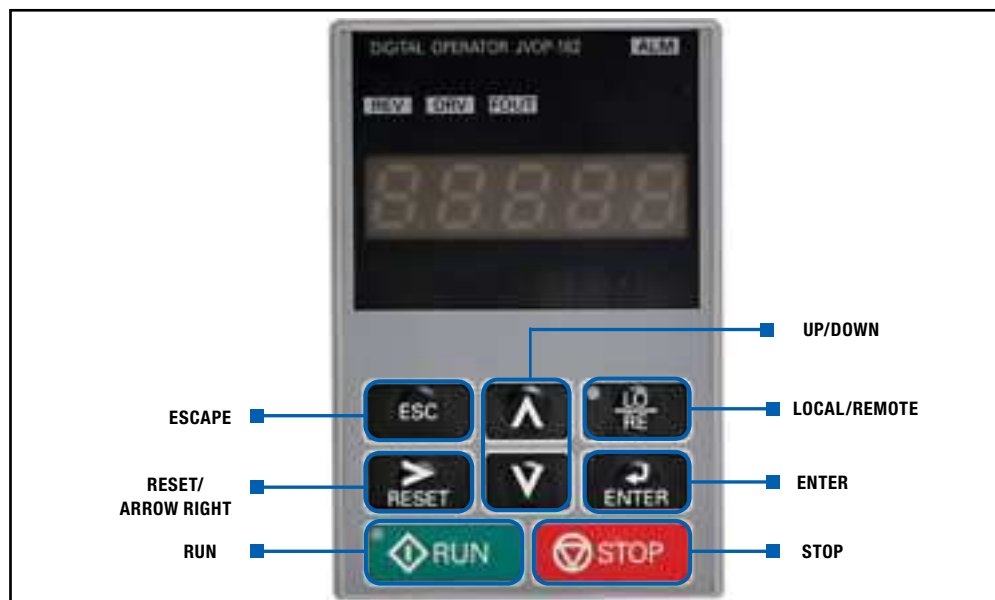 DIGITAL OPERATOR JVOP-182 ALM
REV DRV FOUT
88888
UP/DOWN
ESC
LO
RE
ESCAPE
LOCAL/REMOTE
RESET
ENTER
RESET/
ARROW RIGHT
ENTER
RUN
RUN
STOP
STOP